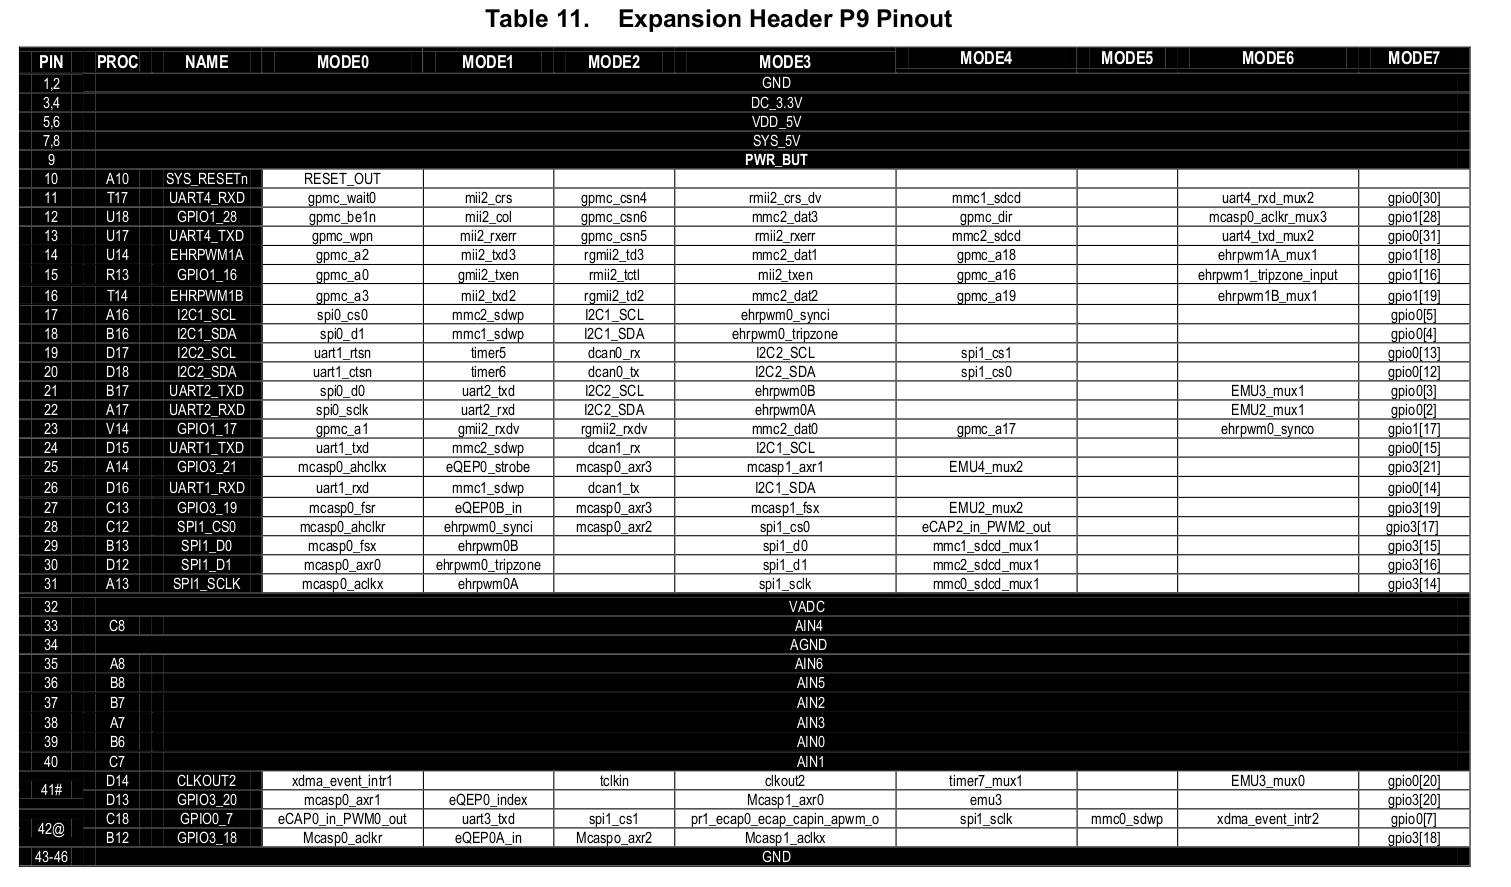 Table 11. Expansion Header P9 Pinout
PIN PROC NAME MODE0 MODE1 MODE2 MODE3 MODE4 MODE5 MODE6 MODE7
1,2 GND
3,4 DC_3.3V
5,6 VDD_5V
7,8 SYS_5V
9 PWR_BUT
10 A10 SYS_RESETn RESET_OUT
11 T17 UART4_RXD gpmc_wait0 mii2_crs gpmc_csn4 rmii2_crs_dv mmc1_sdcd uart4_rxd_mux2 gpio0[30]
12 U18 GPIO1_28 gpmc_be1n mii2_col gpmc_csn6 mmc2_dat3 gpmc_dir mcasp0_aclkr_mux3 gpio1[28]
13 U17 UART4_TXD gpmc_wpn mii2_rxerr gpmc_csn5 rmii2_rxerr mmc2_sdcd uart4_txd_mux2 gpio0[31]
14 U14 EHRPWM1A gpmc_a2 mii2_txd3 rgmii2_td3 mmc2_dat1 gpmc_a18 ehrpwm1A_mux1 gpio1[18]
15 R13 GPIO1_16 gpmc_a0 gmii2_txen rmii2_tctl mii2_txen gpmc_a16 ehrpwm1_tripzone_input gpio1[16]
16 T14 EHRPWM1B gpmc_a3 mii2_txd2 rgmii2_td2 mmc2_dat2 gpmc_a19 ehrpwm1B_mux1 gpio1[19]
17 A16 I2C1_SCL spi0_cs0 mmc2_sdwp I2C1_SCL ehrpwm0_synci gpio0[5]
18 B16 I2C1_SDA spi0_d1 mmc1_sdwp I2C1_SDA ehrpwm0_tripzone gpio0[4]
19 D17 I2C2_SCL uart1_rtsn timer5 dcan0_rx I2C2_SCL spi1_cs1 gpio0[13]
20 D18 I2C2_SDA uart1_ctsn timer6 dcan0_tx I2C2_SDA spi1_cs0 gpio0[12]
21 B17 UART2_TXD spi0_d0 uart2_txd I2C2_SCL ehrpwm0B EMU3_mux1 gpio0[3]
22 A17 UART2_RXD spi0_sclk uart2_rxd I2C2_SDA ehrpwm0A EMU2_mux1 gpio0[2]
23 V14 GPIO1_17 gpmc_a1 gmii2_rxdv rgmii2_rxdv mmc2_dat0 gpmc_a17 ehrpwm0_synco gpio1[17]
24 D15 UART1_TXD uart1_txd mmc2_sdwp dcan1_rx I2C1_SCL gpio0[15]
25 A14 GPIO3_21 mcasp0_ahclkx eQEP0_strobe mcasp0_axr3 mcasp1_axr1 EMU4_mux2 gpio3[21]
26 D16 UART1_RXD uart1_rxd mmc1_sdwp dcan1_tx I2C1_SDA gpio0[14]
27 C13 GPIO3_19 mcasp0_fsr eQEP0B_in mcasp0_axr3 mcasp1_fsx EMU2_mux2 gpio3[19]
28 C12 SPI1_CS0 mcasp0_ahclkr ehrpwm0_synci mcasp0_axr2 spi1_cs0 eCAP2_in_PWM2_out gpio3[17]
29 B13 SPI1_D0 mcasp0_fsx ehrpwm0B spi1_d0 mmc1_sdcd_mux1 gpio3[15]
30 D12 SPI1_D1 mcasp0_axr0 ehrpwm0_tripzone spi1_d1 mmc2_sdcd_mux1 gpio3[16]
31 A13 SPI1_SCLK mcasp0_aclkx ehrpwm0A spi1_sclk mmc0_sdcd_mux1 gpio3[14]
32 VADC
33 C8 AIN4
34 AGND
35 A8 AIN6
36 B8 AIN5
37 B7 AIN2
38 A7 AIN3
39 B6 AIN0
40 C7 AIN1
41# D14 CLKOUT2 xdma_event_intr1 tclkin clkout2 timer7_mux1 EMU3_mux0 gpio0[20]
D13 GPIO3_20 mcasp0_axr1 eQEP0_index Mcasp1_axr0 emu3 gpio3[20]
42@ C18 GPIO0_7 eCAP0_in_PWM0_out uart3_txd spi1_cs1 pr1_ecap0_ecap_capin_apwm_o spi1_sclk mmc0_sdwp xdma_event_intr2 gpio0[7]
B12 GPIO3_18 Mcasp0_aclkr eQEP0A_in Mcaspo_axr2 Mcasp1_aclkx gpio3[18]
43-46 GND